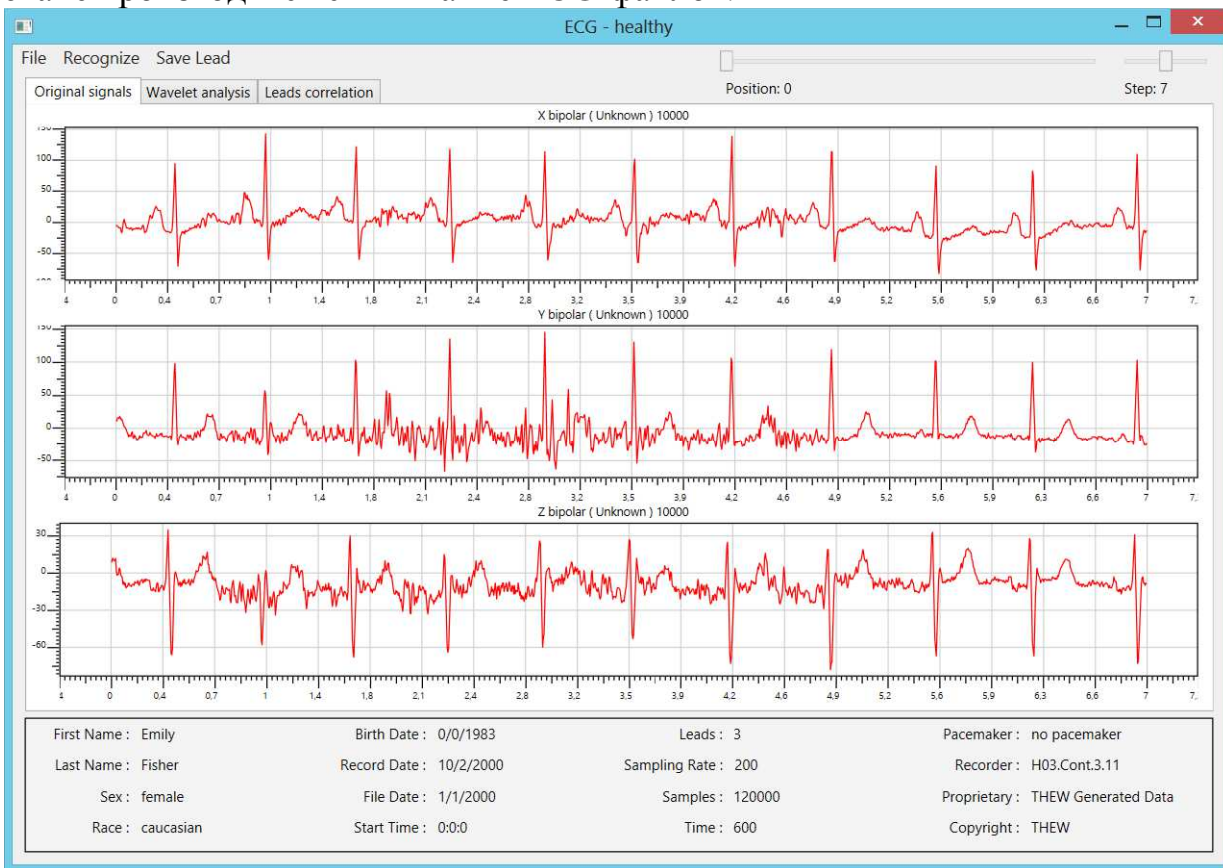 ECG - healthy
File Recognize Save Lead
Position: 0 Step: 7
Original signals Wavelet analysis Leads correlation
X bipolar ( Unknown ) 10000
100
50
0
-50
0 0,4 0,7 1 1,4 1,8 2,1 2,4 2,8 3,2 3,5 3,9 4,2 4,6 4,9 5,2 5,6 5,9 6,3 6,6 7 7,
Y bipolar ( Unknown ) 10000
100
50
0
-50
0 0,4 0,7 1 1,4 1,8 2,1 2,4 2,8 3,2 3,5 3,9 4,2 4,6 4,9 5,2 5,6 5,9 6,3 6,6 7 7,
Z bipolar ( Unknown ) 10000
30
0
-30
-60
0 0,4 0,7 1 1,4 1,8 2,1 2,4 2,8 3,2 3,5 3,9 4,2 4,6 4,9 5,2 5,6 5,9 6,3 6,6 7 7,
First Name : Emily Birth Date : 0/0/1983 Leads : 3 Pacemaker : no pacemaker
Last Name : Fisher Record Date : 10/2/2000 Sampling Rate : 200 Recorder : H03.Cont.3.11
Sex : female File Date : 1/1/2000 Samples : 120000 Proprietary : THEW Generated Data
Race : caucasian Start Time : 0:0:0 Time : 600 Copyright : THEW